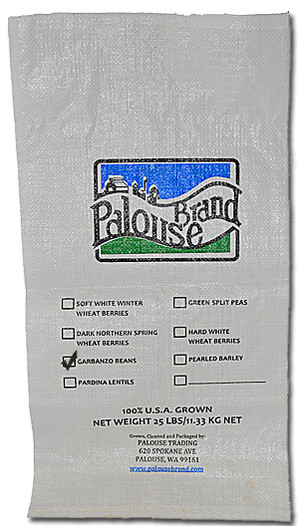 Palouse Brand
SOFT WHITE WINTER
WHEAT BERRIES
GREEN SPLIT PEAS
DARK NORTHERN SPRING
WHEAT BERRIES
HARD WHITE
WHEAT BERRIES
GARBANZO BEANS
PEARLED BARLEY
PARDINA LENTILS
100% U.S.A. GROWN
NET WEIGHT 25 LBS/11.33 KG NET
Grown, Cleaned and Packaged by:
PALOUSE TRADING
620 SPOKANE AVE
PALOUSE, WA 99161
www.palousebrand.com